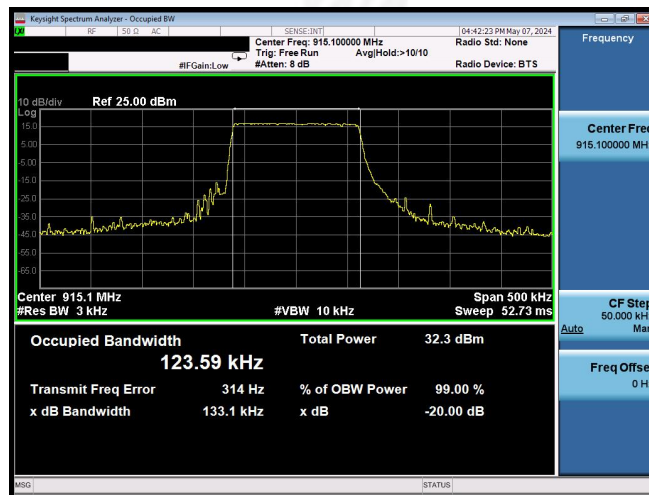 Keysight Spectrum Analyzer - Occupied BW
LXI RF 50 Ω AC SENSE:INT 04:42:23 PM May 07, 2024
Center Freq: 915.100000 MHz Radio Std: None
Trig: Free Run Avg|Hold:>10/10
#IFGain:Low #Atten: 8 dB Radio Device: BTS
10 dB/div Ref 25.00 dBm
Log
15.0
5.00
-5.00
-15.0
-25.0
-35.0
-45.0
-55.0
-65.0
Center 915.1 MHz Span 500 kHz
#Res BW 3 kHz #VBW 10 kHz Sweep 52.73 ms
Occupied Bandwidth Total Power 32.3 dBm
123.59 kHz
Transmit Freq Error 314 Hz % of OBW Power 99.00 %
x dB Bandwidth 133.1 kHz x dB -20.00 dB
MSG STATUS
Frequency
Center Fre
915.100000 MH
CF Step
50.000 kH
Auto Ma
Freq Offse
0 H